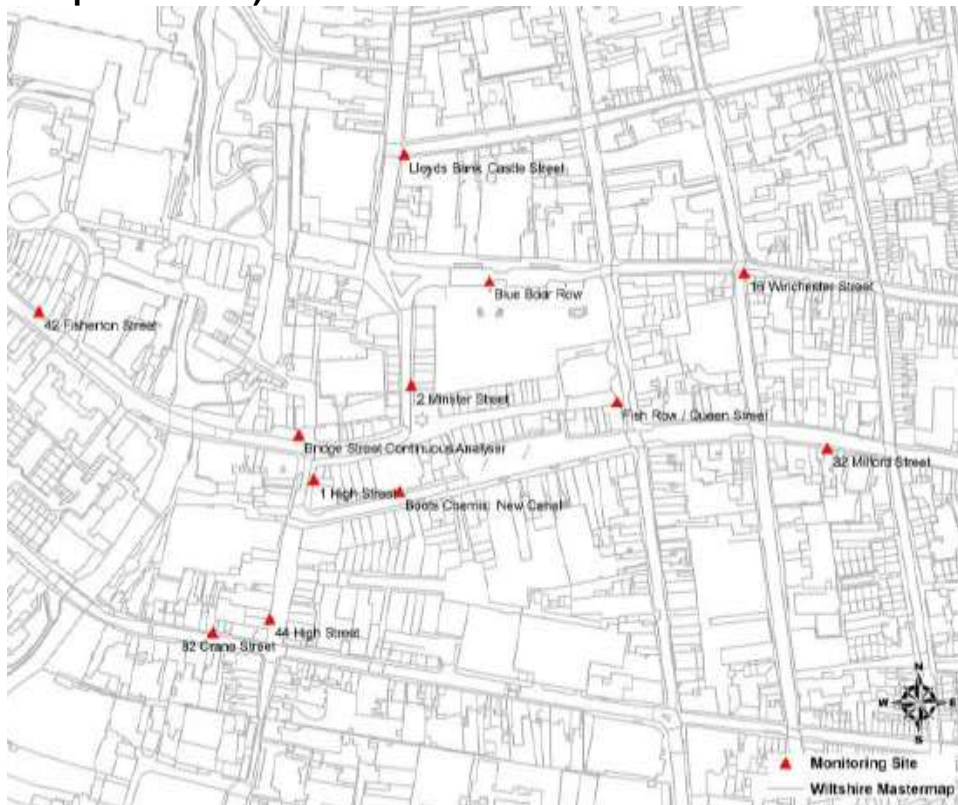 Lloyds Bank Castle Street
16 Winchester Street
Blue Boar Row
42 Fisherton Street
2 Minster Street
Fish Row / Queen Street
Bridge Street Continuous Analyser
32 Milford Street
1 High Street
Boots Chemist New Canal
44 High Street
82 Crane Street
N
W
E
S
Monitoring Site
Wiltshire Mastermap